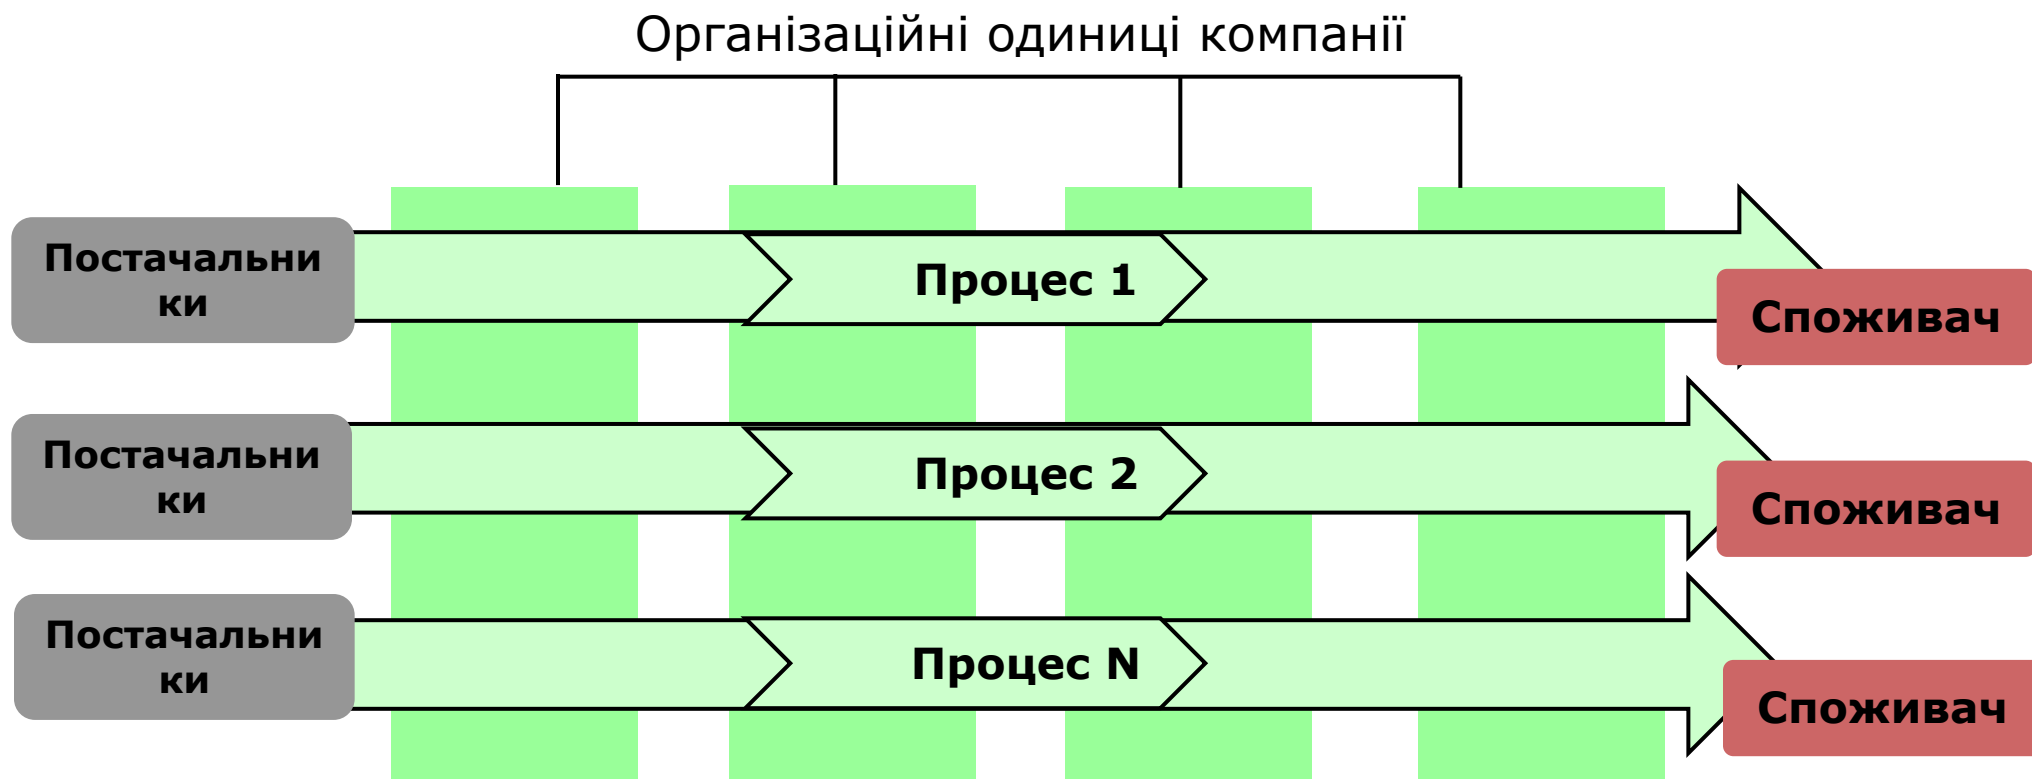 Організаційні одиниці компанії
Постачальни
ки
Процес 1
Споживач
Постачальни
ки
Процес 2
Споживач
Постачальни
ки
Процес N
Споживач